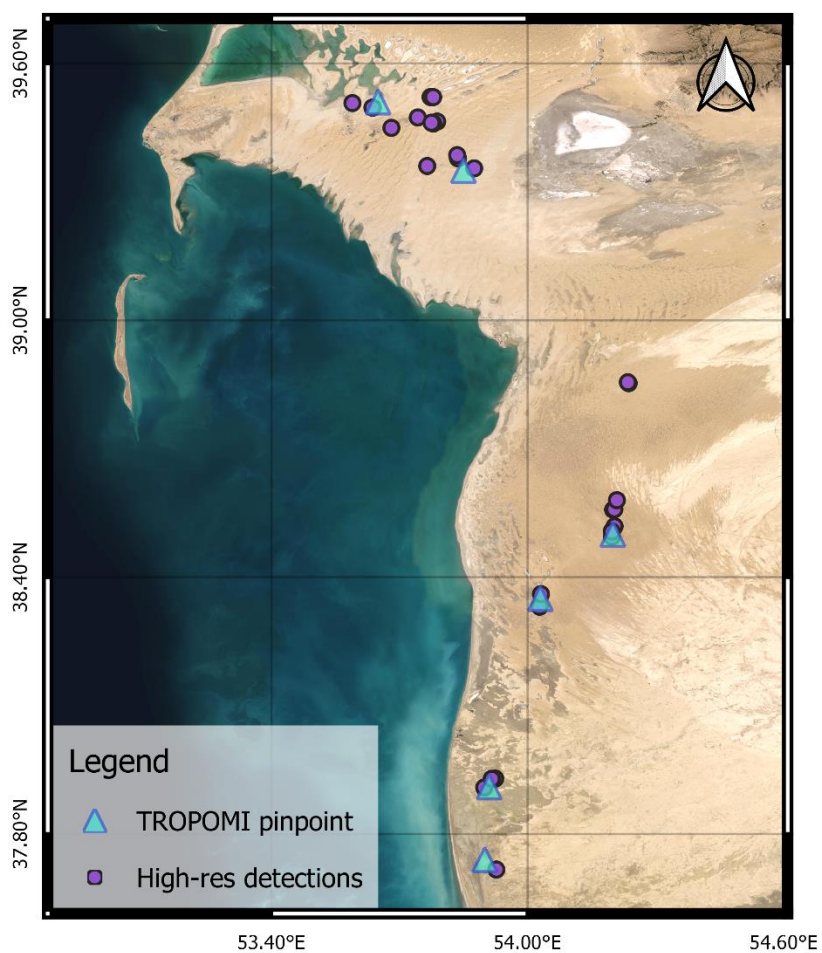 39.60°N
39.00°N
38.40°N
37.80°N
Legend
TROPOMI pinpoint
High-res detections
53.40°E
54.00°E
54.60°E